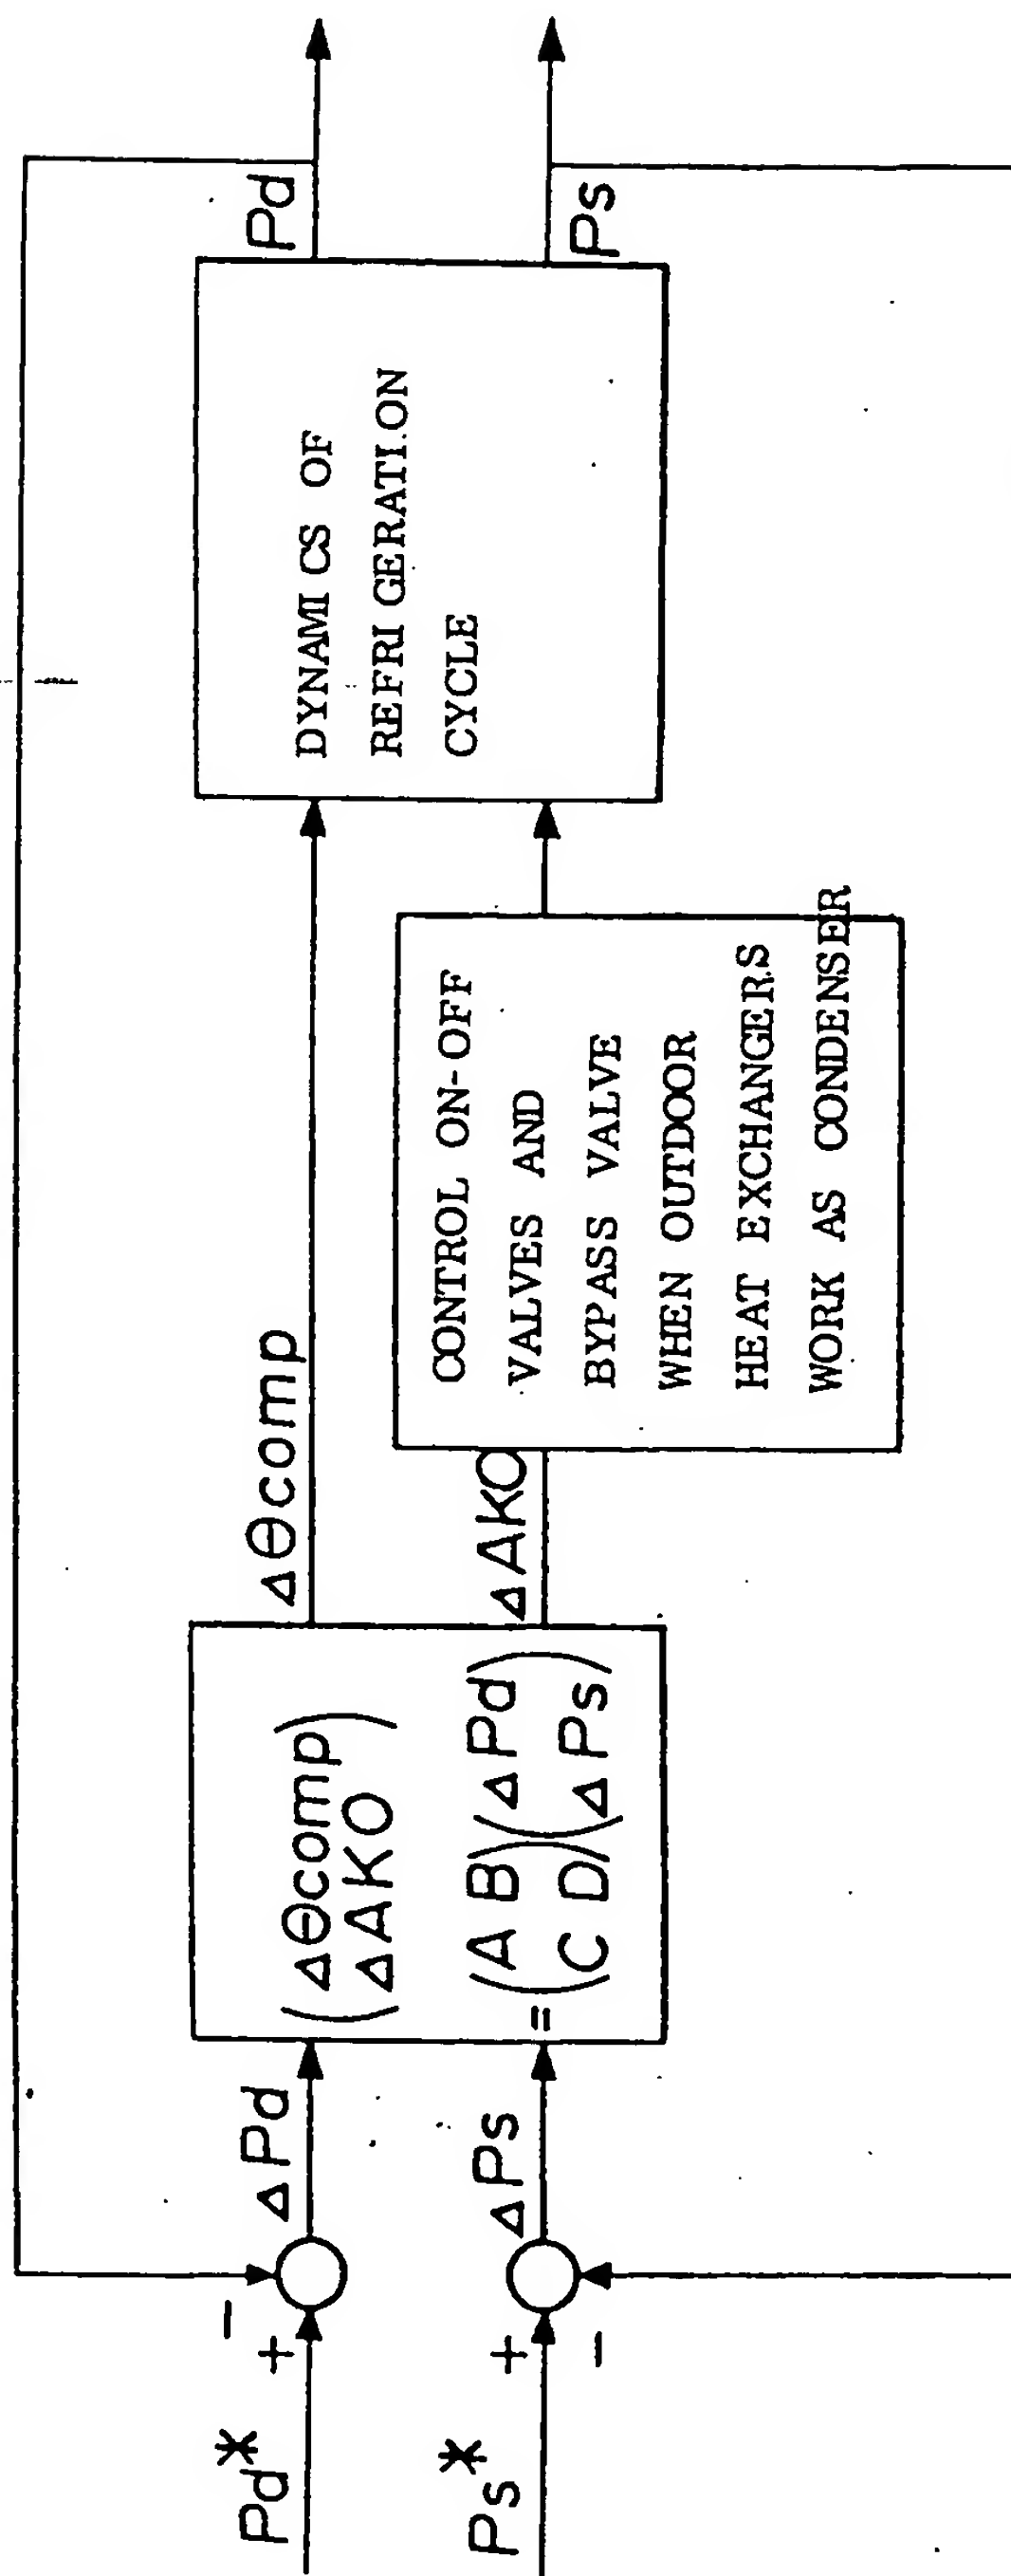 Pd*
+
-
ΔPd
Ps*
+
-
ΔPs
(Δθcomp)
(ΔAKO)
=(A B)(ΔPd)
(C D)(ΔPs)
Δθcomp
ΔAKO
CONTROL ON-OFF
VALVES AND
BYPASS VALVE
WHEN OUTDOOR
HEAT EXCHANGERS
WORK AS CONDENSER
DYNAMICS OF
REFRIGERATION
CYCLE
Pd
Ps